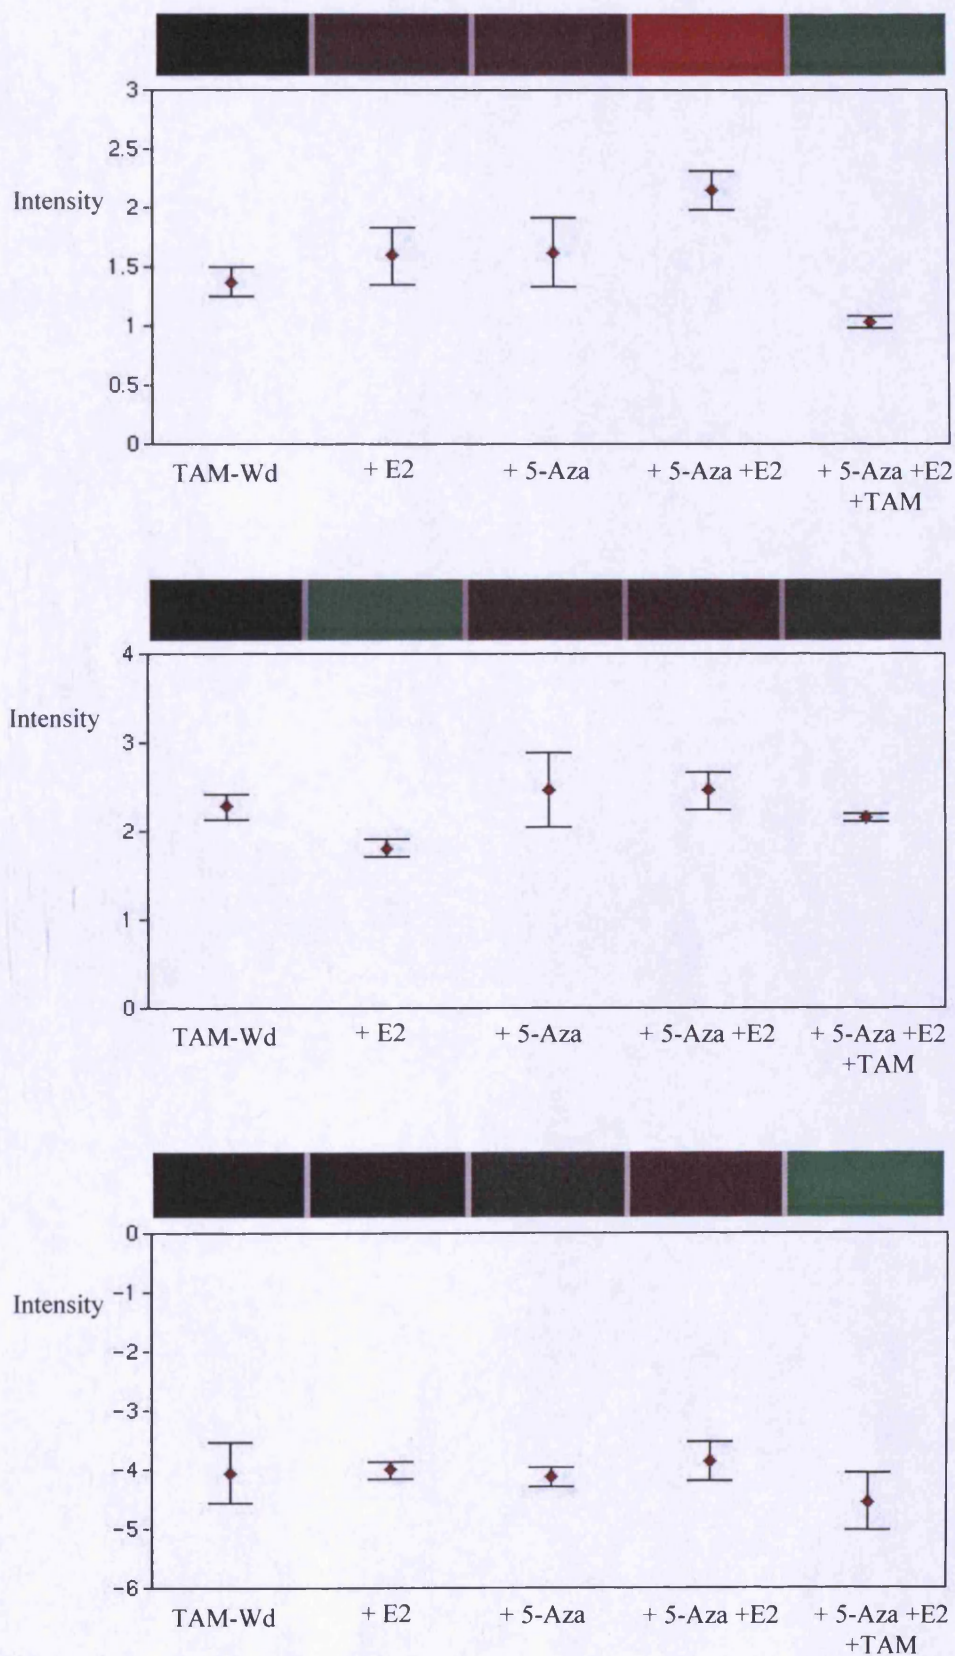 3
2.5
Intensity
2
1.5
1
0.5
0
TAM-Wd + E2 + 5-Aza + 5-Aza +E2 + 5-Aza +E2
+TAM
4
Intensity
3
2
1
0
TAM-Wd + E2 + 5-Aza + 5-Aza +E2 + 5-Aza +E2
+TAM
0
-1
Intensity
-2
-3
-4
-5
-6
TAM-Wd + E2 + 5-Aza + 5-Aza +E2 + 5-Aza +E2
+TAM